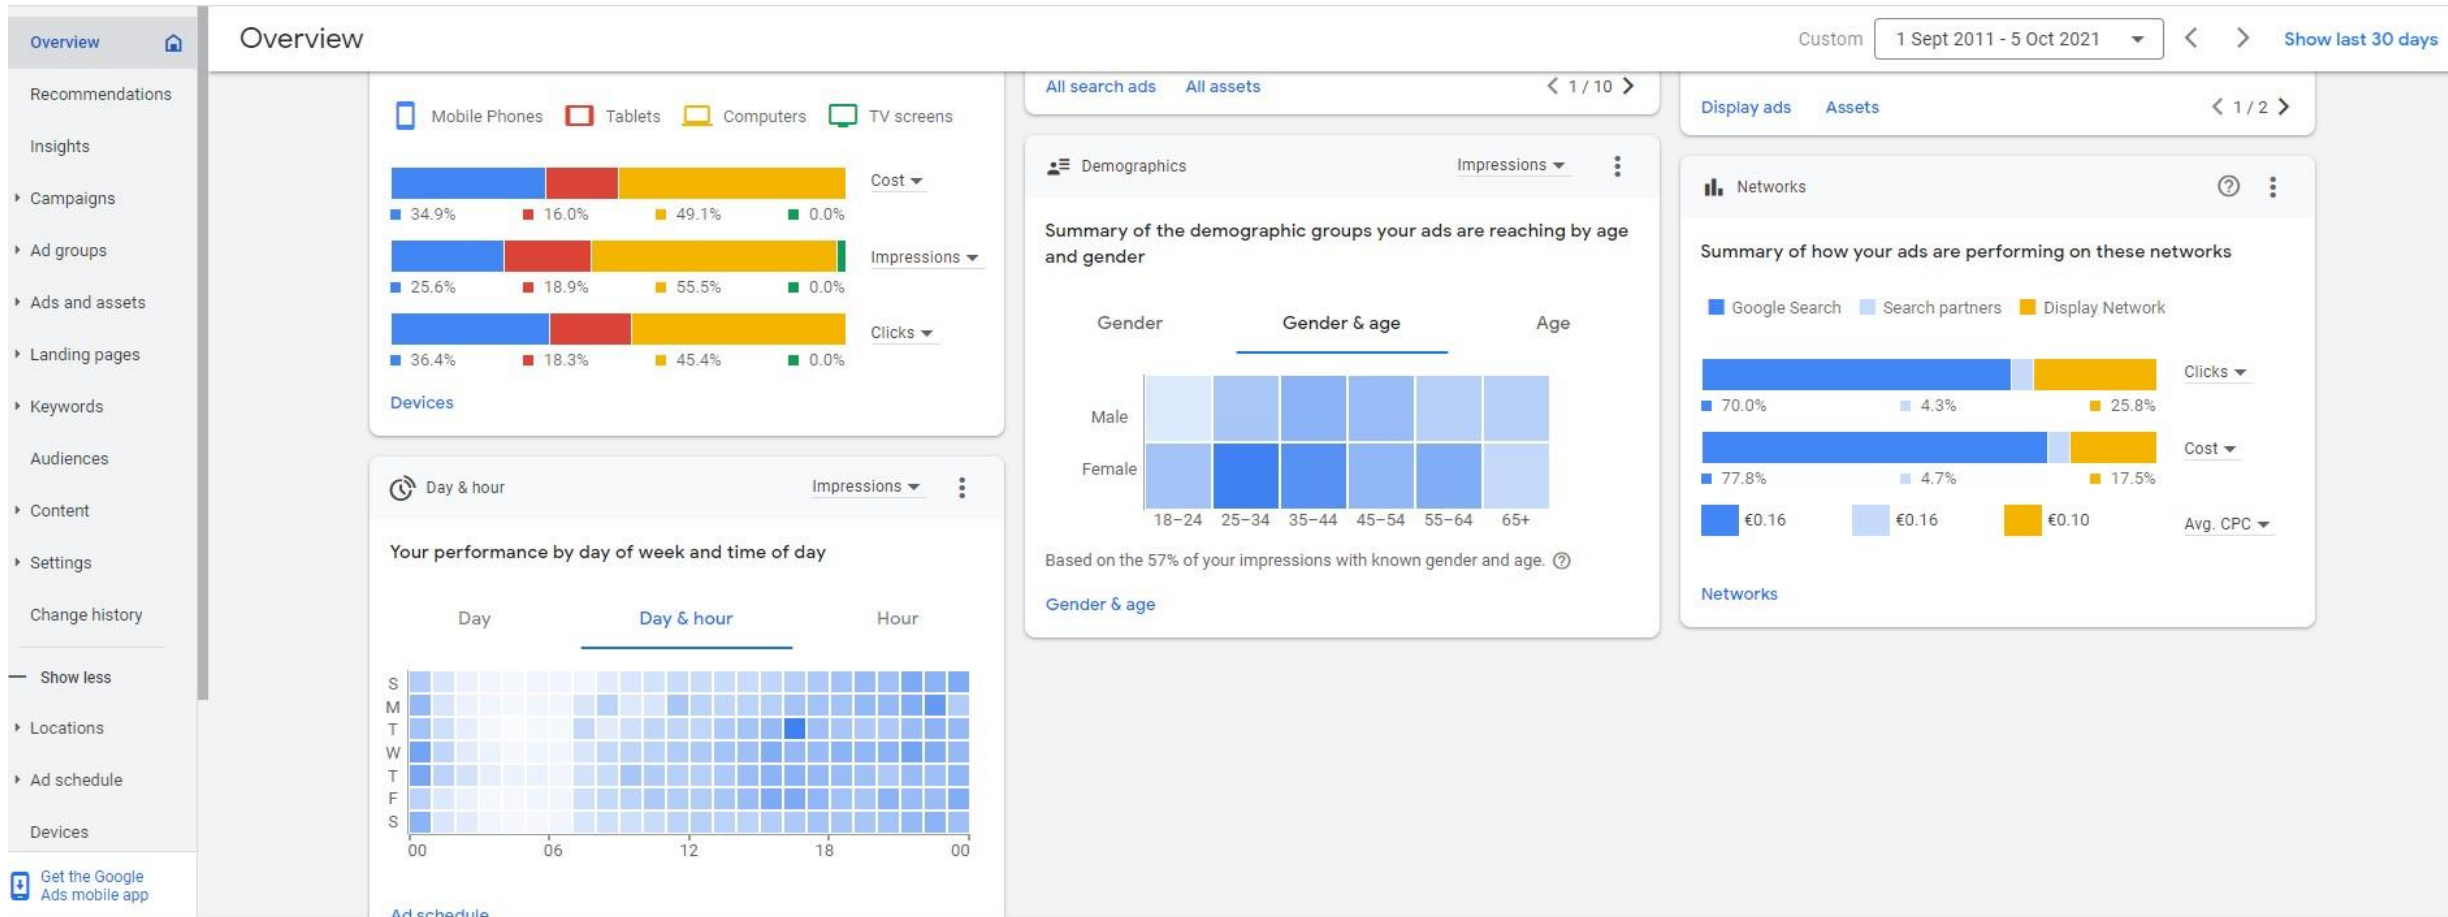 Overview
Recommendations
Insights
Campaigns
Ad groups
Ads and assets
Landing pages
Keywords
Audiences
Content
Settings
Change history
Show less
Locations
Ad schedule
Devices
Get the Google
Ads mobile app
Overview
Custom 1 Sept 2011 - 5 Oct 2021 Show last 30 days
Mobile Phones Tablets Computers TV screens
Cost
34.9% 16.0% 49.1% 0.0%
Impressions
25.6% 18.9% 55.5% 0.0%
Clicks
36.4% 18.3% 45.4% 0.0%
Devices
Day & hour Impressions
Your performance by day of week and time of day
Day Day & hour Hour
S
M
T
W
T
F
S
00 06 12 18 00
Ad schedule
All search ads All assets 1 / 10
Demographics Impressions
Summary of the demographic groups your ads are reaching by age
and gender
Gender Gender & age Age
Male
Female
18–24 25–34 35–44 45–54 55–64 65+
Based on the 57% of your impressions with known gender and age.
Gender & age
Display ads Assets 1 / 2
Networks
Summary of how your ads are performing on these networks
Google Search Search partners Display Network
Clicks
70.0% 4.3% 25.8%
Cost
77.8% 4.7% 17.5%
€0.16 €0.16 €0.10 Avg. CPC
Networks